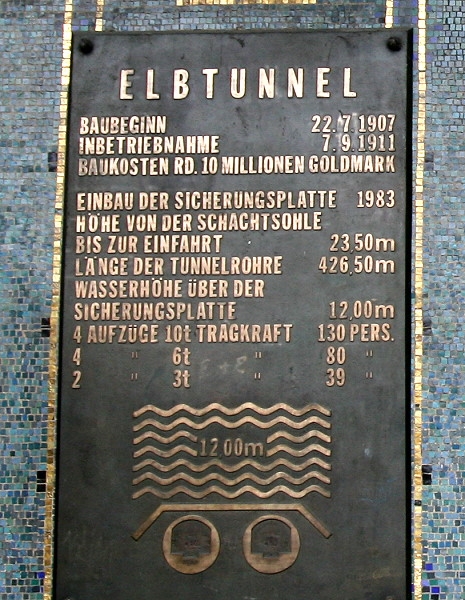 ELBTUNNEL
BAUBEGINN 22.7.1907
INBETRIEBNAHME 7.9.1911
BAUKOSTEN RD. 10 MILLIONEN GOLDMARK
EINBAU DER SICHERUNGSPLATTE 1983
HÖHE VON DER SCHACHTSOHLE
BIS ZUR EINFAHRT 23,50m
LÄNGE DER TUNNELROHRE 426,50m
WASSERHÖHE ÜBER DER
SICHERUNGSPLATTE 12,00m
4 AUFZÜGE 10t TRAGKRAFT 130 PERS.
4 " 6t " 80 "
2 " 3t " 39 "
12 00m